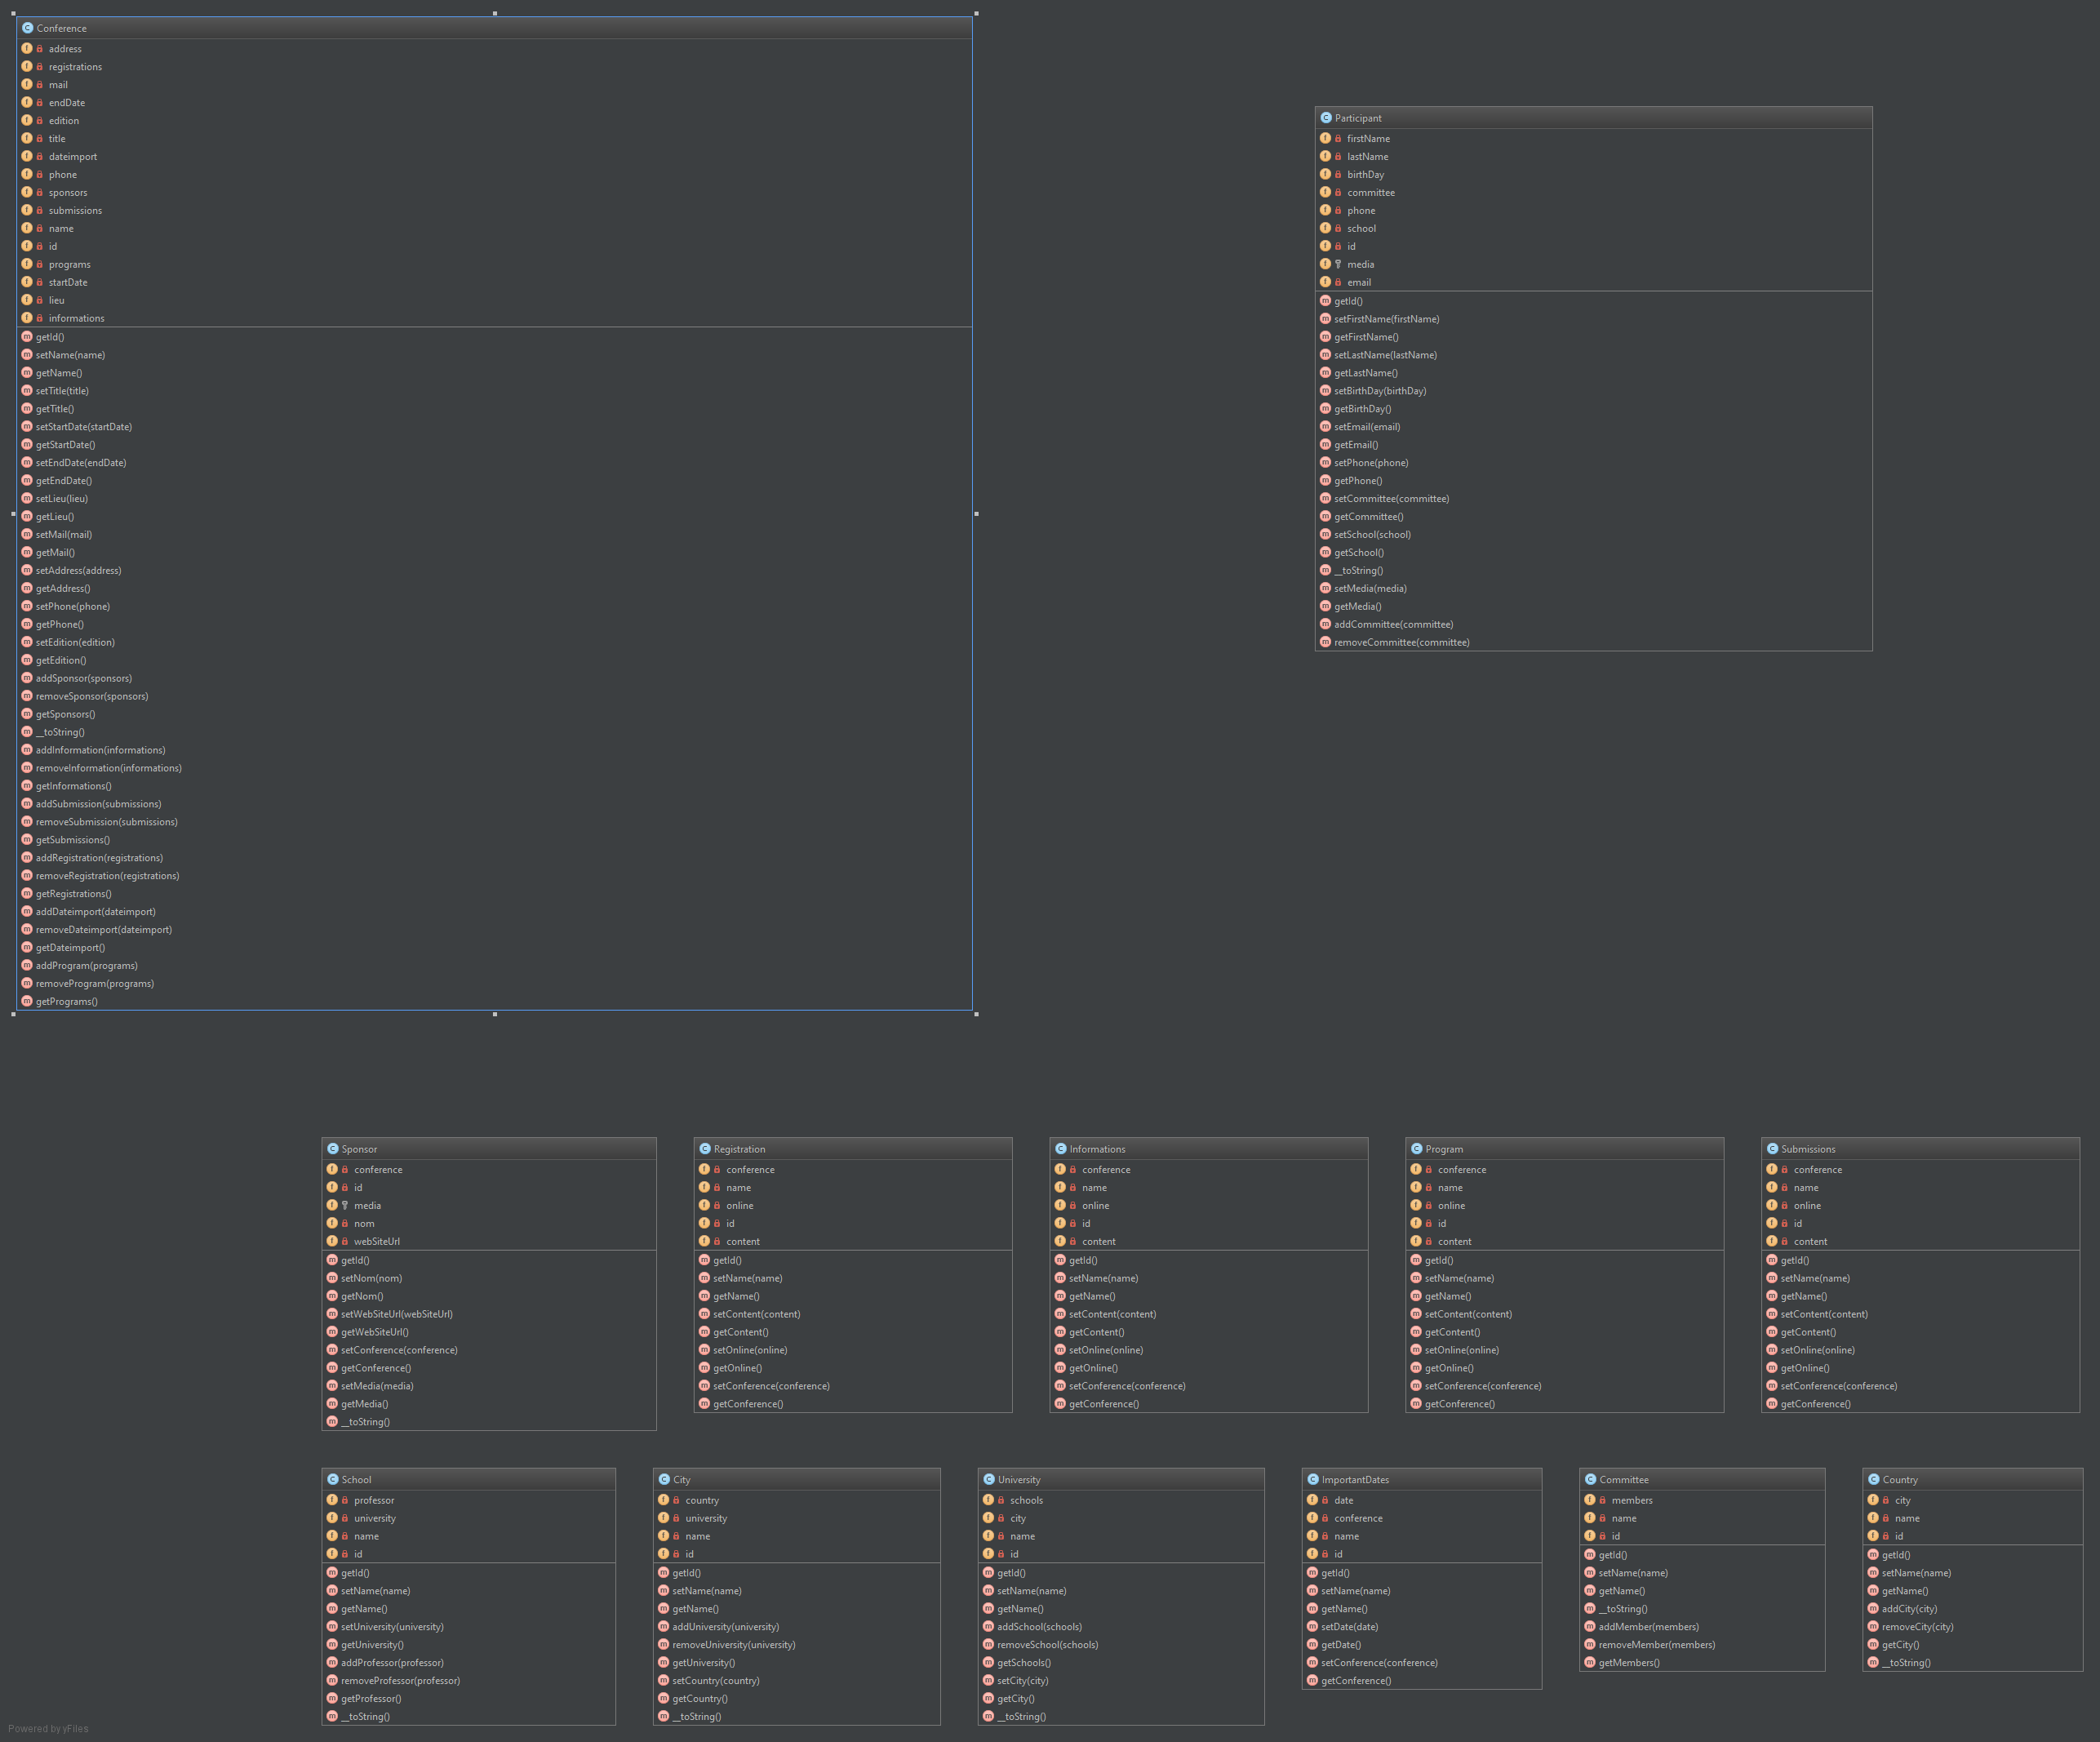 Conference
address
registrations
mail
endDate
edition
title
dateimport
phone
sponsors
submissions
name
id
programs
startDate
lieu
informations
getId()
setName(name)
getName()
setTitle(title)
getTitle()
setStartDate(startDate)
getStartDate()
setEndDate(endDate)
getEndDate()
setLieu(lieu)
getLieu()
setMail(mail)
getMail()
setAddress(address)
getAddress()
setPhone(phone)
getPhone()
setEdition(edition)
getEdition()
addSponsor(sponsors)
removeSponsor(sponsors)
getSponsors()
__toString()
addInformation(informations)
removeInformation(informations)
getInformations()
addSubmission(submissions)
removeSubmission(submissions)
getSubmissions()
addRegistration(registrations)
removeRegistration(registrations)
getRegistrations()
addDateimport(dateimport)
removeDateimport(dateimport)
getDateimport()
addProgram(programs)
removeProgram(programs)
getPrograms()
Participant
firstName
lastName
birthDay
committee
phone
school
id
media
email
getId()
setFirstName(firstName)
getFirstName()
setLastName(lastName)
getLastName()
setBirthDay(birthDay)
getBirthDay()
setEmail(email)
getEmail()
setPhone(phone)
getPhone()
setCommittee(committee)
getCommittee()
setSchool(school)
getSchool()
__toString()
setMedia(media)
getMedia()
addCommittee(committee)
removeCommittee(committee)
Sponsor
conference
id
media
nom
webSiteUrl
getId()
setNom(nom)
getNom()
setWebSiteUrl(webSiteUrl)
getWebSiteUrl()
setConference(conference)
getConference()
setMedia(media)
getMedia()
__toString()
Registration
conference
name
online
id
content
getId()
setName(name)
getName()
setContent(content)
getContent()
setOnline(online)
getOnline()
setConference(conference)
getConference()
Informations
conference
name
online
id
content
getId()
setName(name)
getName()
setContent(content)
getContent()
setOnline(online)
getOnline()
setConference(conference)
getConference()
Program
conference
name
online
id
content
getId()
setName(name)
getName()
setContent(content)
getContent()
setOnline(online)
getOnline()
setConference(conference)
getConference()
Submissions
conference
name
online
id
content
getId()
setName(name)
getName()
setContent(content)
getContent()
setOnline(online)
getOnline()
setConference(conference)
getConference()
School
professor
university
name
id
getId()
setName(name)
getName()
setUniversity(university)
getUniversity()
addProfessor(professor)
removeProfessor(professor)
getProfessor()
__toString()
City
country
university
name
id
getId()
setName(name)
getName()
addUniversity(university)
removeUniversity(university)
getUniversity()
setCountry(country)
getCountry()
__toString()
University
schools
city
name
id
getId()
setName(name)
getName()
addSchool(schools)
removeSchool(schools)
getSchools()
setCity(city)
getCity()
__toString()
ImportantDates
date
conference
name
id
getId()
setName(name)
getName()
setDate(date)
getDate()
setConference(conference)
getConference()
Committee
members
name
id
getId()
setName(name)
getName()
__toString()
addMember(members)
removeMember(members)
getMembers()
Country
city
name
id
getId()
setName(name)
getName()
addCity(city)
removeCity(city)
getCity()
__toString()
Powered by yFiles